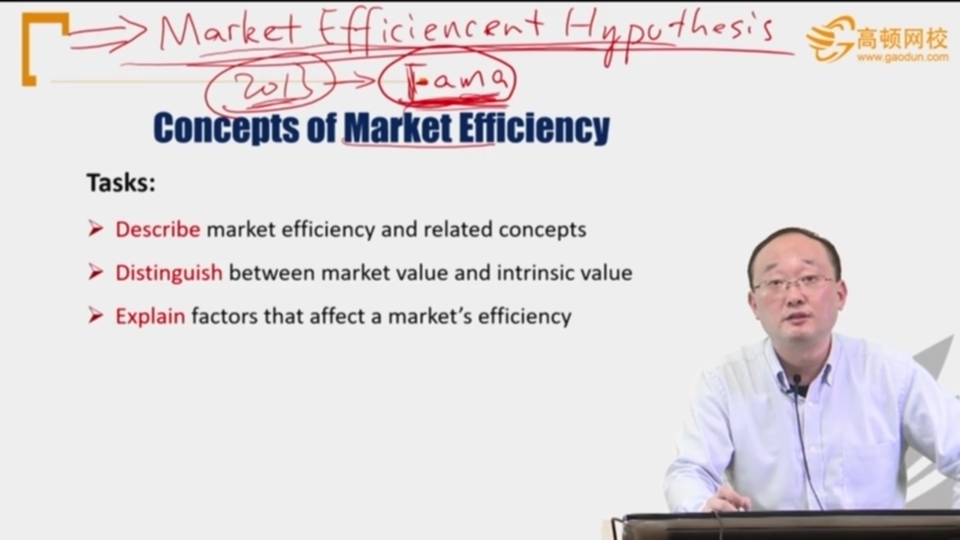 Market Efficiencent Hypothesis
高顿网校
www.gaodun.com
2013 Fama
Concepts of Market Efficiency
Tasks:
Describe market efficiency and related concepts
Distinguish between market value and intrinsic value
Explain factors that affect a market's efficiency